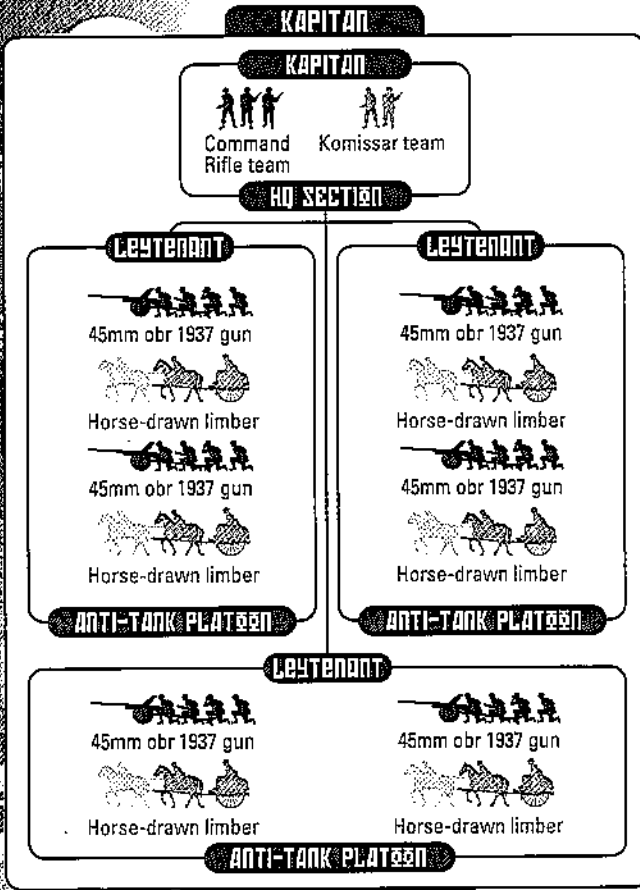 KAPITAN
KAPITAN
Command
Rifle team
Komissar team
HQ SECTION
LEYTENANT
45mm obr 1937 gun
Horse-drawn limber
45mm obr 1937 gun
Horse-drawn limber
ANTI-TANK PLATOON
LEYTENANT
45mm obr 1937 gun
Horse-drawn limber
45mm obr 1937 gun
Horse-drawn limber
ANTI-TANK PLATOON
LEYTENANT
45mm obr 1937 gun
Horse-drawn limber
45mm obr 1937 gun
Horse-drawn limber
ANTI-TANK PLATOON